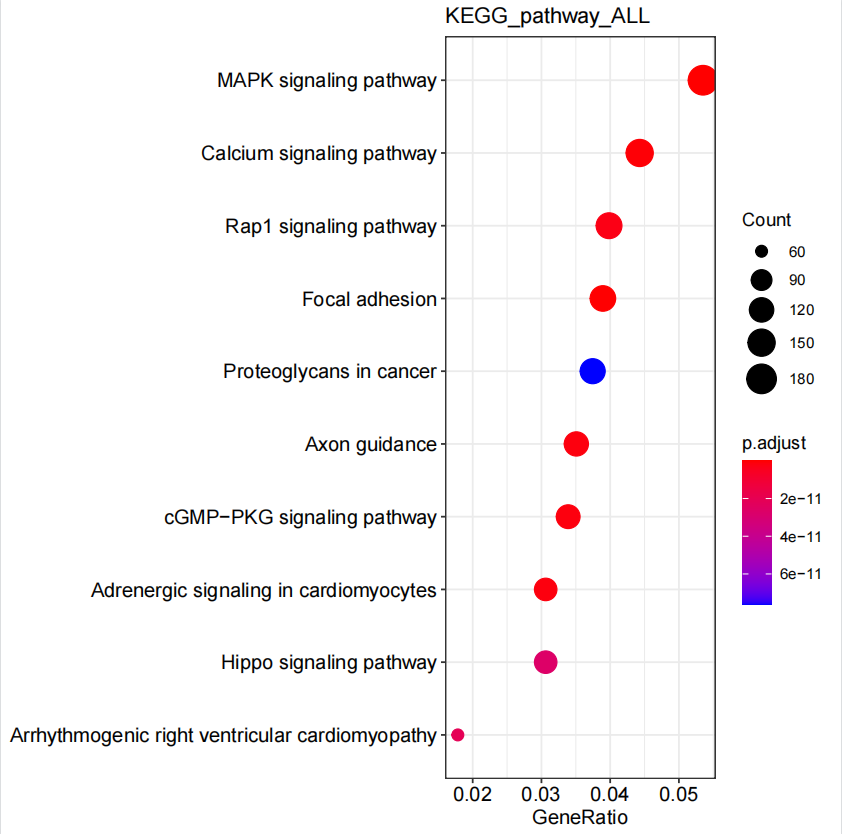 KEGG_pathway_ALL
MAPK signaling pathway
Calcium signaling pathway
Rap1 signaling pathway
Focal adhesion
Proteoglycans in cancer
Axon guidance
cGMP−PKG signaling pathway
Adrenergic signaling in cardiomyocytes
Hippo signaling pathway
Arrhythmogenic right ventricular cardiomyopathy
0.02 0.03 0.04 0.05
GeneRatio
Count
60
90
120
150
180
p.adjust
2e−11
4e−11
6e−11